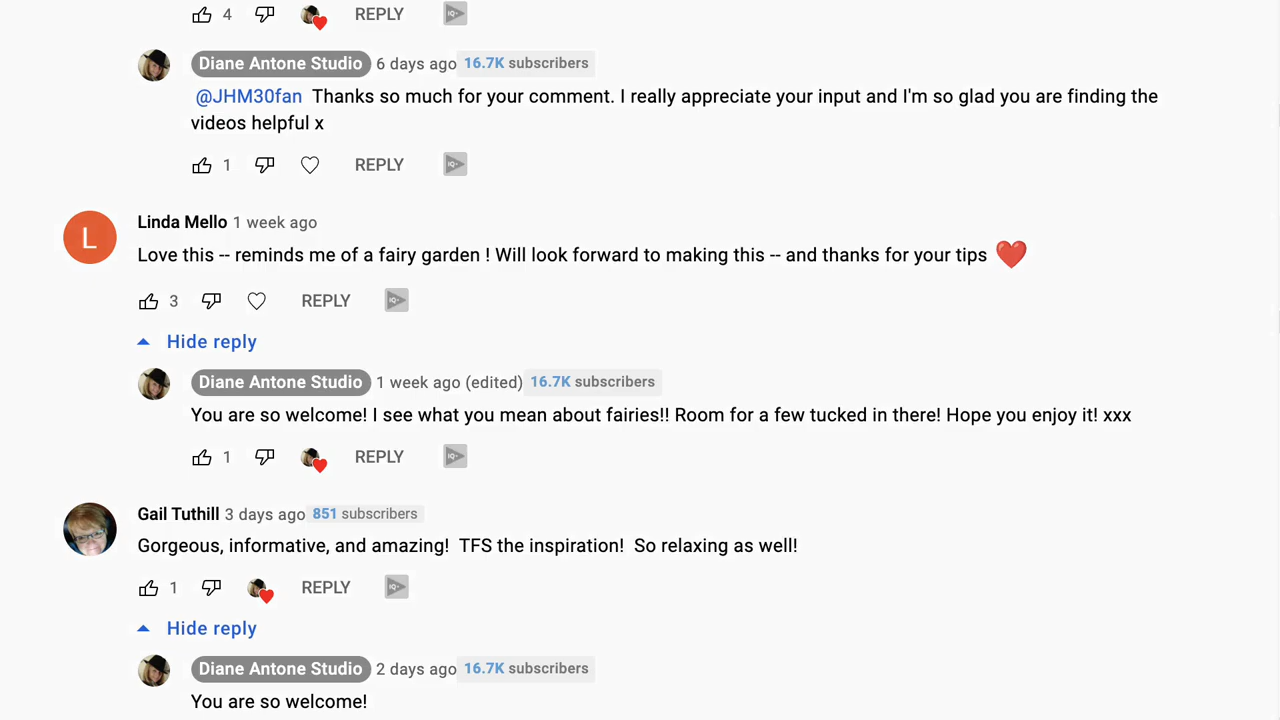 4 REPLY
Diane Antone Studio 6 days ago 16.7K subscribers
@JHM30fan Thanks so much for your comment. I really appreciate your input and I'm so glad you are finding the
videos helpful x
1 REPLY
L
Linda Mello 1 week ago
Love this -- reminds me of a fairy garden ! Will look forward to making this -- and thanks for your tips ❤️
3 REPLY
Hide reply
Diane Antone Studio 1 week ago (edited) 16.7K subscribers
You are so welcome! I see what you mean about fairies!! Room for a few tucked in there! Hope you enjoy it! xxx
1 REPLY
Gail Tuthill 3 days ago 851 subscribers
Gorgeous, informative, and amazing! TFS the inspiration! So relaxing as well!
1 REPLY
Hide reply
Diane Antone Studio 2 days ago 16.7K subscribers
You are so welcome!